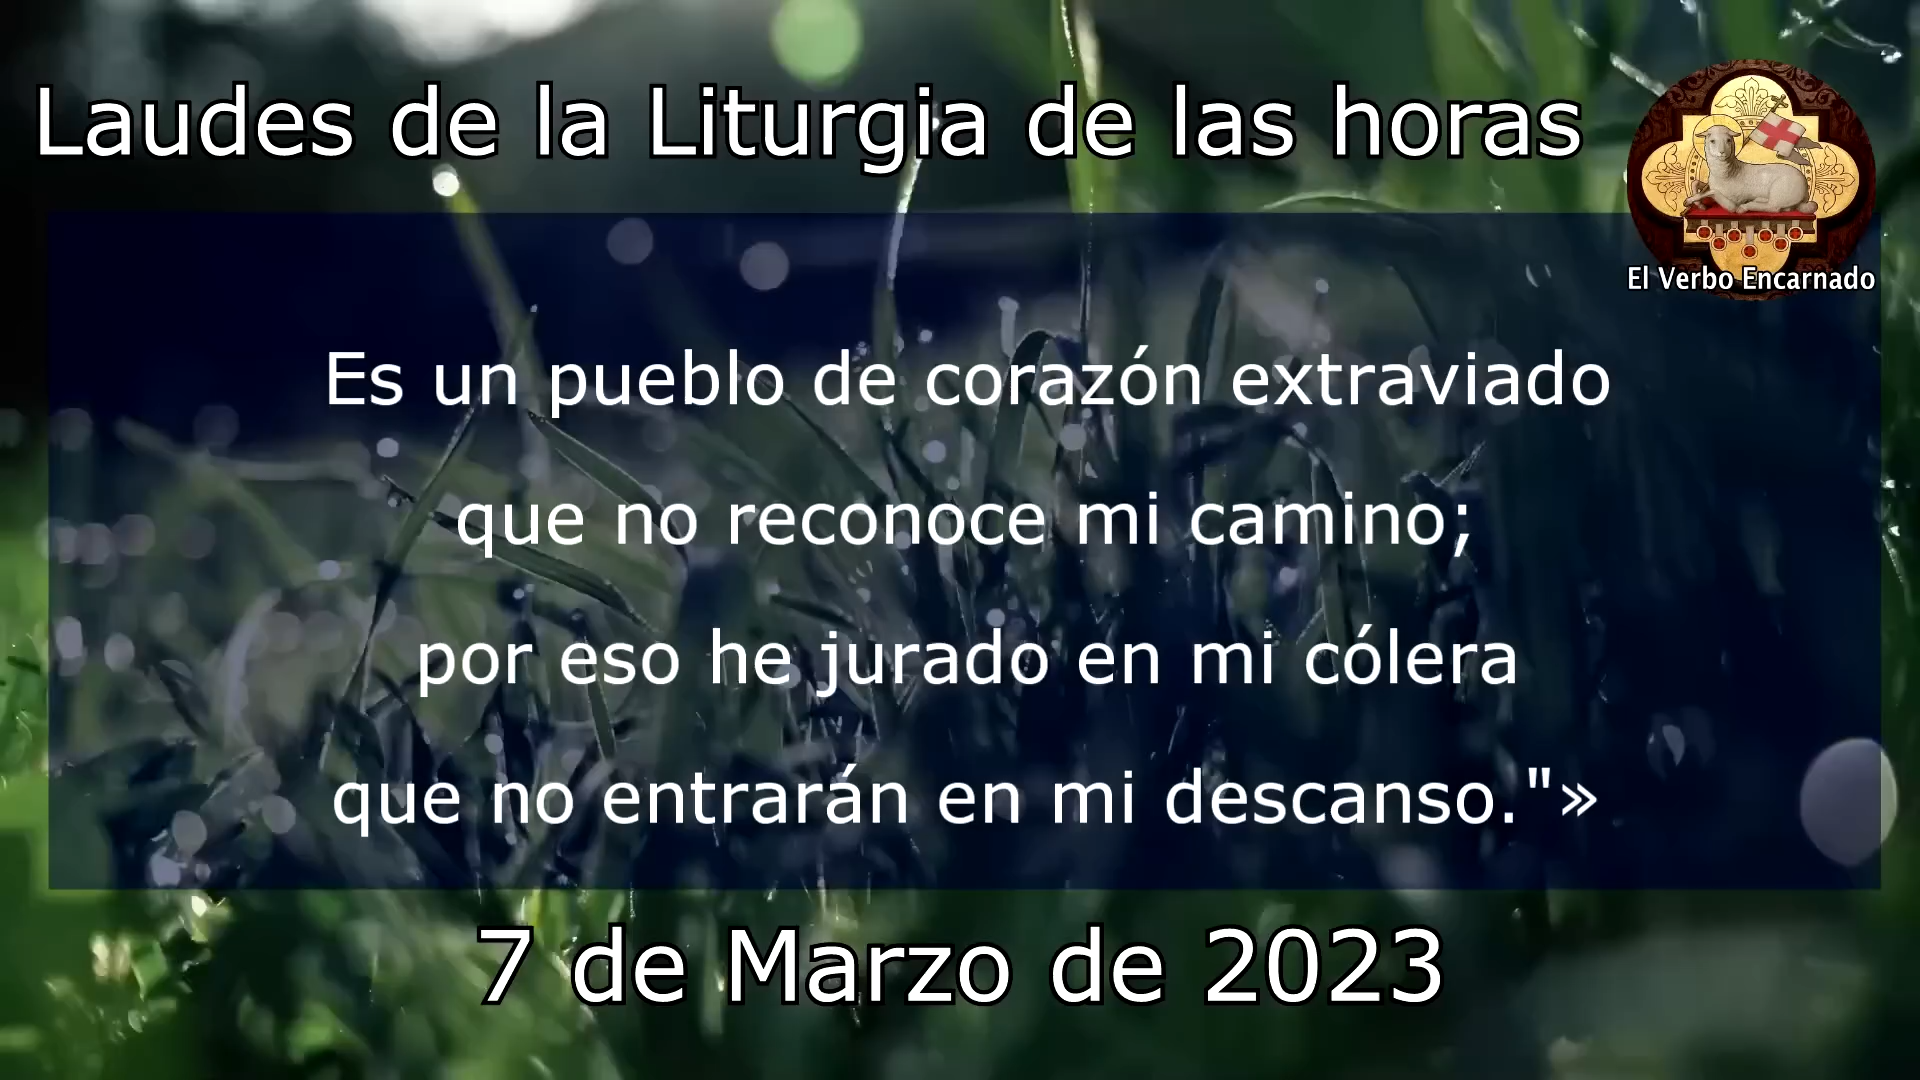 Laudes de la Liturgia de las horas
El Verbo Encarnado
Es un pueblo de corazón extraviado
que no reconoce mi camino;
por eso he jurado en mi cólera
que no entrarán en mi descanso."»
7 de Marzo de 2023